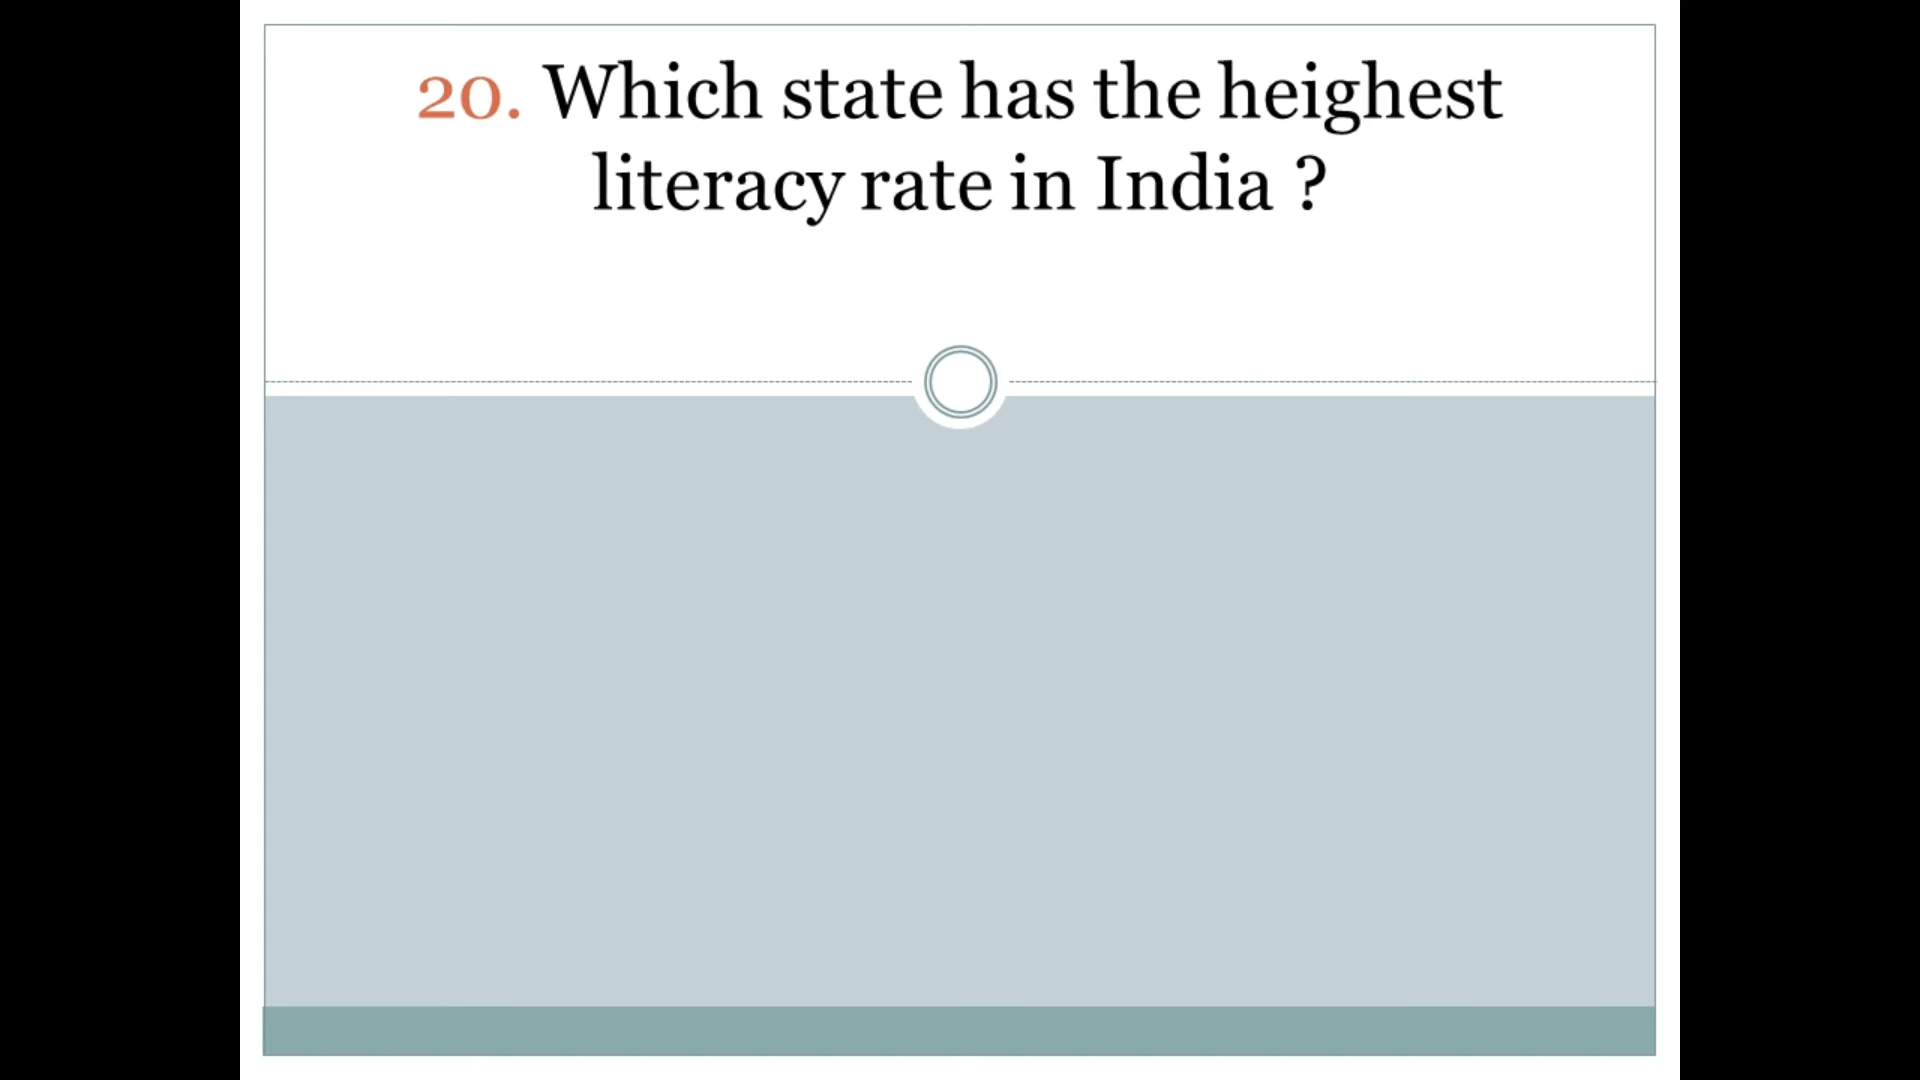 20. Which state has the heighest
literacy rate in India ?